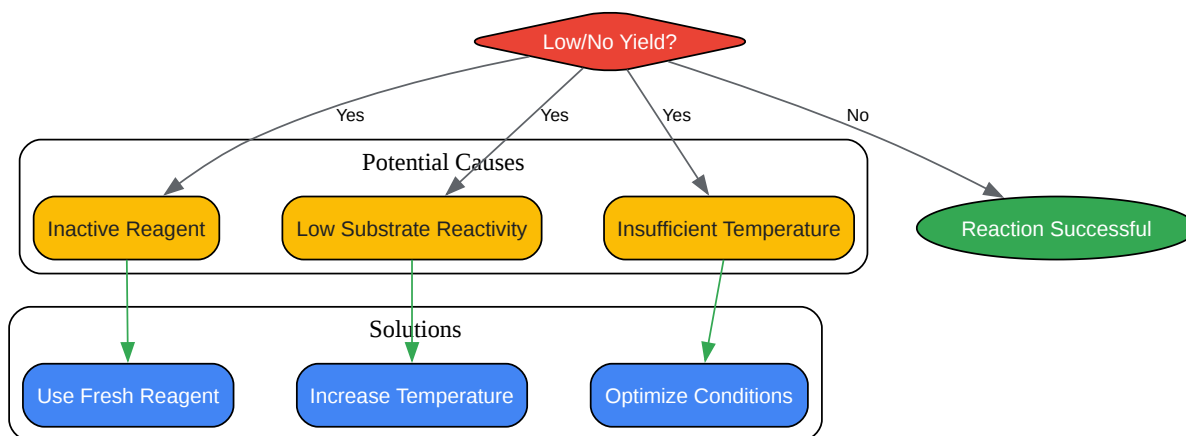 Low/No Yield?
Yes
Yes
Yes
No
Potential Causes
Inactive Reagent
Low Substrate Reactivity
Insufficient Temperature
Reaction Successful
Solutions
Use Fresh Reagent
Increase Temperature
Optimize Conditions